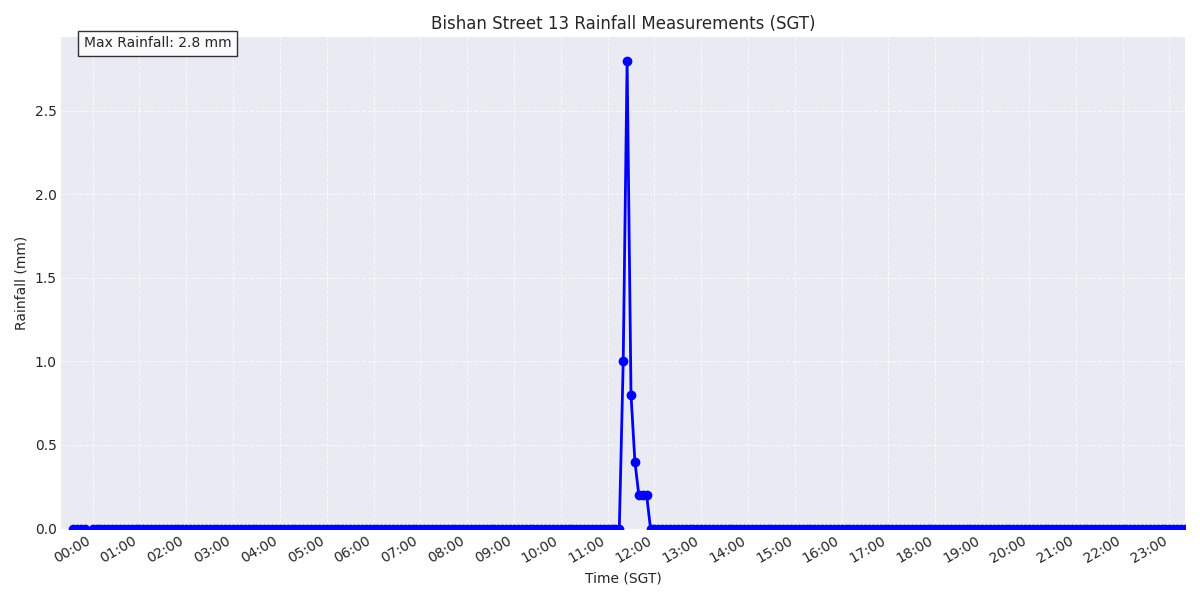 Bishan Street 13 Rainfall Measurements (SGT)
Max Rainfall: 2.8 mm
Rainfall (mm)
2.5
2.0
1.5
1.0
0.5
0.0
00:00 01:00 02:00 03:00 04:00 05:00 06:00 07:00 08:00 09:00 10:00 11:00 12:00 13:00 14:00 15:00 16:00 17:00 18:00 19:00 20:00 21:00 22:00 23:00
Time (SGT)